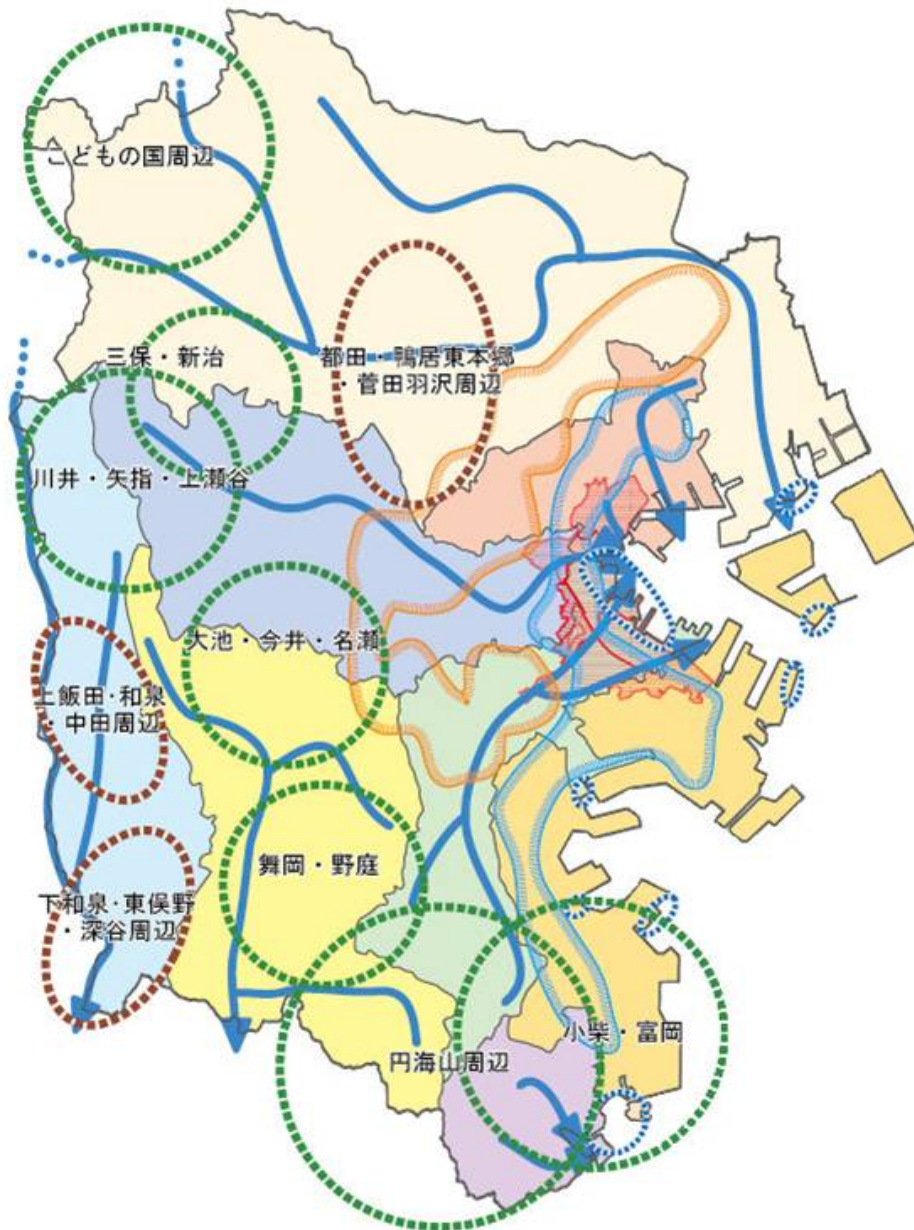 こどもの国周辺
三保・新治
都田・鴨居東本郷
・菅田羽沢周辺
川井・矢指・上瀬谷
大池・今井・名瀬
上飯田・和泉
・中田周辺
舞岡・野庭
下和泉・東俣野
・深谷周辺
小柴・富岡
円海山周辺